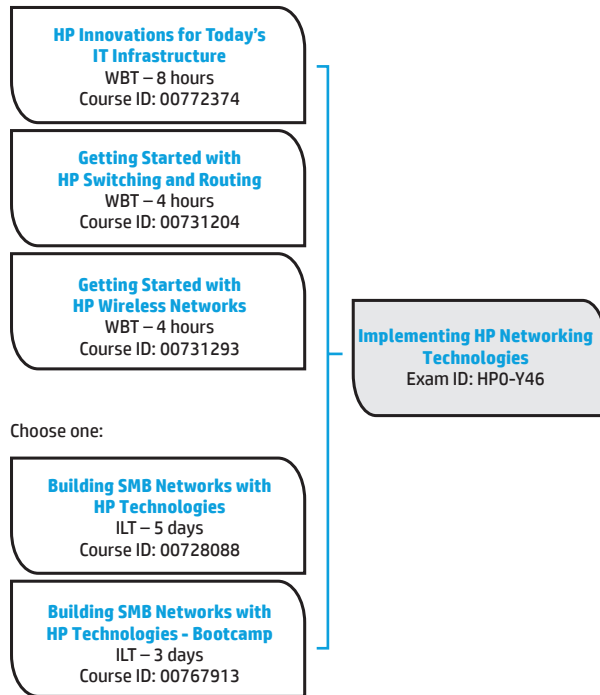 HP Innovations for Today's
IT Infrastructure
WBT – 8 hours
Course ID: 00772374
Getting Started with
HP Switching and Routing
WBT – 4 hours
Course ID: 00731204
Getting Started with
HP Wireless Networks
WBT – 4 hours
Course ID: 00731293
Choose one:
Building SMB Networks with
HP Technologies
ILT – 5 days
Course ID: 00728088
Building SMB Networks with
HP Technologies - Bootcamp
ILT – 3 days
Course ID: 00767913
Implementing HP Networking
Technologies
Exam ID: HP0-Y46